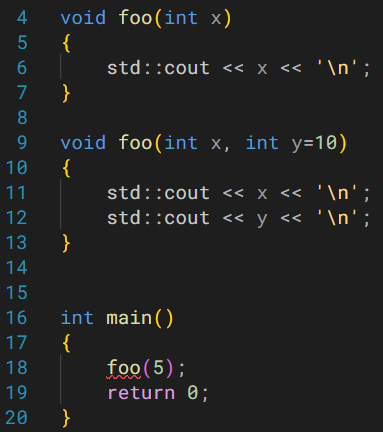 4 void foo(int x)
5 {
6     std::cout << x << '\n';
7 }
8
9 void foo(int x, int y=10)
10 {
11     std::cout << x << '\n';
12     std::cout << y << '\n';
13 }
14
15
16 int main()
17 {
18     foo(5);
19     return 0;
20 }